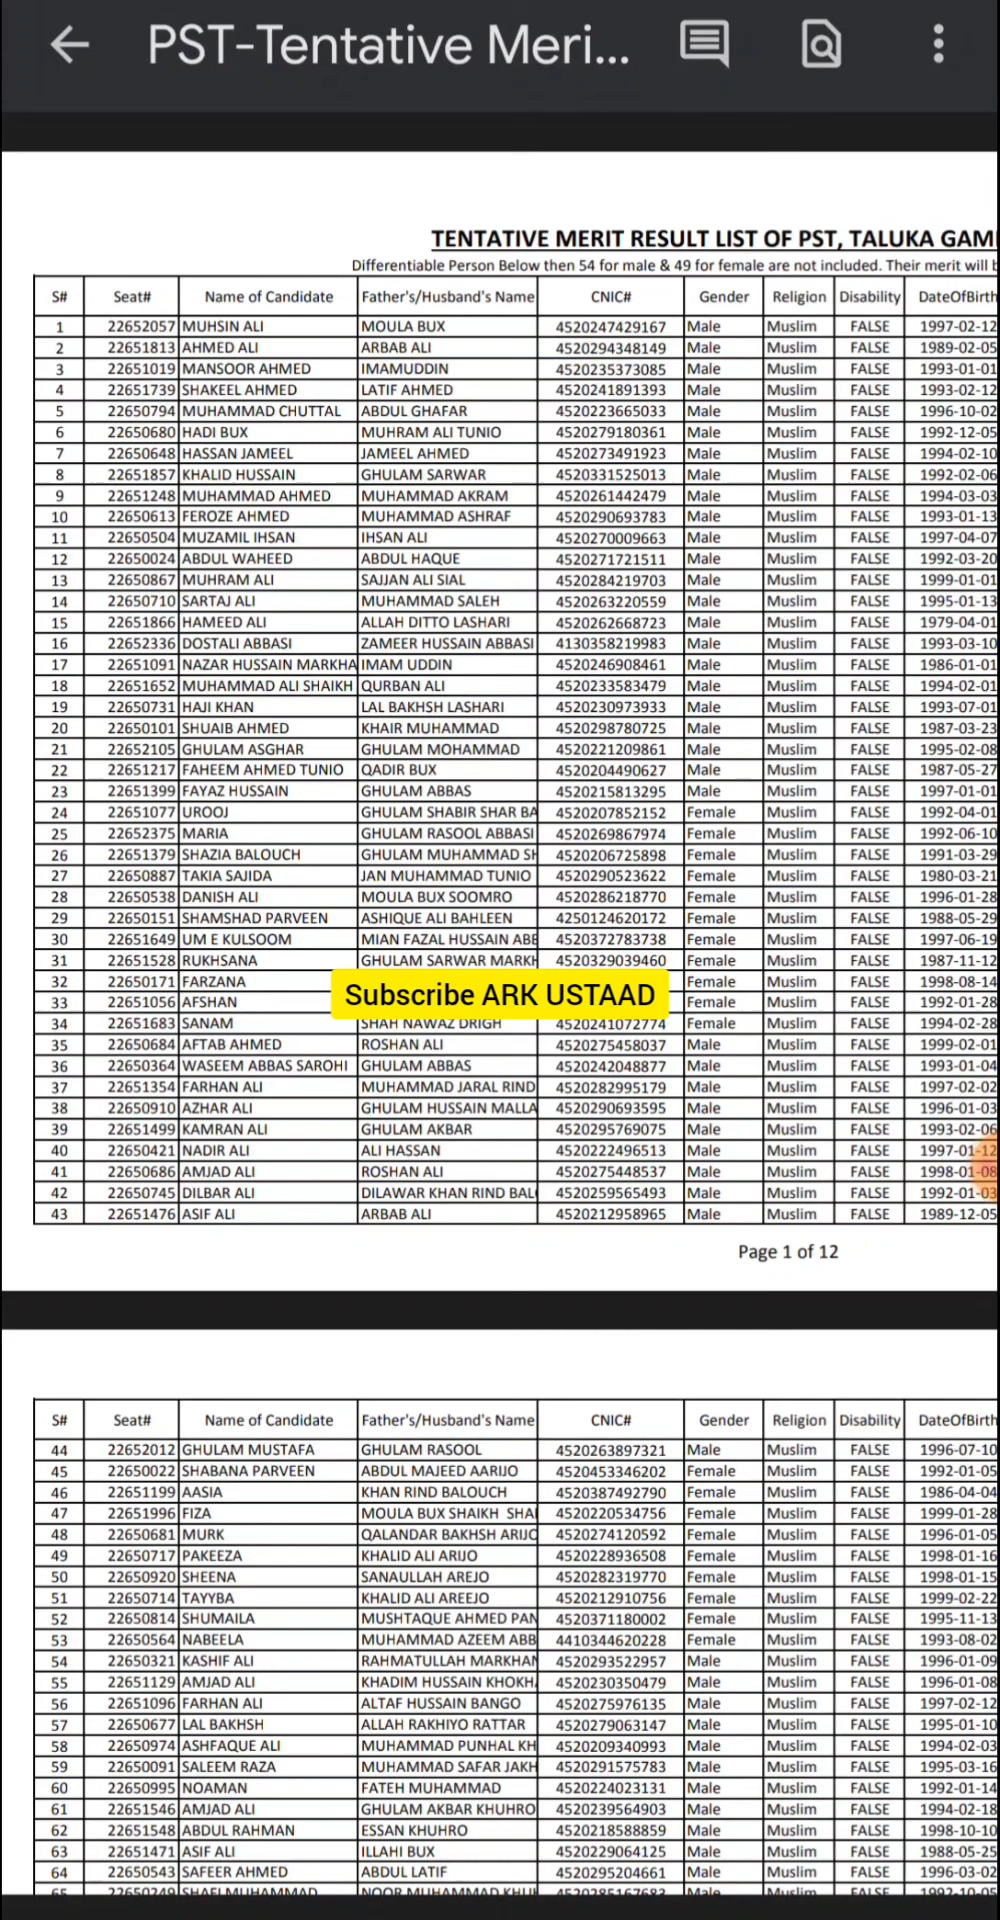 PST-Tentative Meri...
TENTATIVE MERIT RESULT LIST OF PST, TALUKA GAM
Differentiable Person Below then 54 for male & 49 for female are not included. Their merit will b
S# Seat# Name of Candidate Father's/Husband's Name CNIC# Gender Religion Disability DateOfBirth
1 22652057 MUHSIN ALI MOULA BUX 4520247429167 Male Muslim FALSE 1997-02-12
2 22651813 AHMED ALI ARBAB ALI 4520294348149 Male Muslim FALSE 1989-02-05
3 22651019 MANSOOR AHMED IMAMUDDIN 4520235373085 Male Muslim FALSE 1993-01-01
4 22651739 SHAKEEL AHMED LATIF AHMED 4520241891393 Male Muslim FALSE 1993-02-12
5 22650794 MUHAMMAD CHUTTAL ABDUL GHAFAR 4520223665033 Male Muslim FALSE 1996-10-02
6 22650680 HADI BUX MUHRAM ALI TUNIO 4520279180361 Male Muslim FALSE 1992-12-05
7 22650648 HASSAN JAMEEL JAMEEL AHMED 4520273491923 Male Muslim FALSE 1994-02-10
8 22651857 KHALID HUSSAIN GHULAM SARWAR 4520331525013 Male Muslim FALSE 1992-02-06
9 22651248 MUHAMMAD AHMED MUHAMMAD AKRAM 4520261442479 Male Muslim FALSE 1994-03-03
10 22650613 FEROZE AHMED MUHAMMAD ASHRAF 4520290693783 Male Muslim FALSE 1993-01-13
11 22650504 MUZAMIL IHSAN IHSAN ALI 4520270009663 Male Muslim FALSE 1997-04-07
12 22650024 ABDUL WAHEED ABDUL HAQUE 4520271721511 Male Muslim FALSE 1992-03-20
13 22650867 MUHRAM ALI SAJJAN ALI SIAL 4520284219703 Male Muslim FALSE 1999-01-01
14 22650710 SARTAJ ALI MUHAMMAD SALEH 4520263220559 Male Muslim FALSE 1995-01-13
15 22651866 HAMEED ALI ALLAH DITTO LASHARI 4520262668723 Male Muslim FALSE 1979-04-01
16 22652336 DOSTALI ABBASI ZAMEER HUSSAIN ABBASI 4130358219983 Male Muslim FALSE 1993-03-10
17 22651091 NAZAR HUSSAIN MARKHA IMAM UDDIN 4520246908461 Male Muslim FALSE 1986-01-01
18 22651652 MUHAMMAD ALI SHAIKH QURBAN ALI 4520233583479 Male Muslim FALSE 1994-02-01
19 22650731 HAJI KHAN LAL BAKHSH LASHARI 4520230973933 Male Muslim FALSE 1993-07-01
20 22650101 SHUAIB AHMED KHAIR MUHAMMAD 4520298780725 Male Muslim FALSE 1987-03-23
21 22652105 GHULAM ASGHAR GHULAM MOHAMMAD 4520221209861 Male Muslim FALSE 1995-02-08
22 22651217 FAHEEM AHMED TUNIO QADIR BUX 4520204490627 Male Muslim FALSE 1987-05-27
23 22651399 FAYAZ HUSSAIN GHULAM ABBAS 4520215813295 Male Muslim FALSE 1997-01-01
24 22651077 UROOJ GHULAM SHABIR SHAR BA 4520207852152 Female Muslim FALSE 1992-04-01
25 22652375 MARIA GHULAM RASOOL ABBASI 4520269867974 Female Muslim FALSE 1992-06-10
26 22651379 SHAZIA BALOUCH GHULAM MUHAMMAD SH 4520206725898 Female Muslim FALSE 1991-03-29
27 22650887 TAKIA SAJIDA JAN MUHAMMAD TUNIO 4520290523622 Female Muslim FALSE 1980-03-21
28 22650538 DANISH ALI MOULA BUX SOOMRO 4520286218770 Female Muslim FALSE 1996-01-28
29 22650151 SHAMSHAD PARVEEN ASHIQUE ALI BAHLEEN 4250124620172 Female Muslim FALSE 1988-05-29
30 22651649 UM E KULSOOM MIAN FAZAL HUSSAIN ABB 4520372783738 Female Muslim FALSE 1997-06-19
31 22651528 RUKHSANA GHULAM SARWAR MARKH 4520329039460 Female Muslim FALSE 1987-11-12
32 22650171 FARZANA Female Muslim FALSE 1998-08-14
Subscribe ARK USTAAD
33 22651056 AFSHAN Female Muslim FALSE 1992-01-28
34 22651683 SANAM SHAH NAWAZ DRIGH 4520241072774 Female Muslim FALSE 1994-02-28
35 22650684 AFTAB AHMED ROSHAN ALI 4520275458037 Male Muslim FALSE 1999-02-01
36 22650364 WASEEM ABBAS SAROHI GHULAM ABBAS 4520242048877 Male Muslim FALSE 1993-01-04
37 22651354 FARHAN ALI MUHAMMAD JARAL RIND 4520282995179 Male Muslim FALSE 1997-02-02
38 22650910 AZHAR ALI GHULAM HUSSAIN MALLA 4520290693595 Male Muslim FALSE 1996-01-03
39 22651499 KAMRAN ALI GHULAM AKBAR 4520295769075 Male Muslim FALSE 1993-02-06
40 22650421 NADIR ALI ALI HASSAN 4520222496513 Male Muslim FALSE 1997-01-12
41 22650686 AMJAD ALI ROSHAN ALI 4520275448537 Male Muslim FALSE 1998-01-08
42 22650745 DILBAR ALI DILAWAR KHAN RIND BAL 4520259565493 Male Muslim FALSE 1992-01-03
43 22651476 ASIF ALI ARBAB ALI 4520212958965 Male Muslim FALSE 1989-12-05
Page 1 of 12
S# Seat# Name of Candidate Father's/Husband's Name CNIC# Gender Religion Disability DateOfBirth
44 22652012 GHULAM MUSTAFA GHULAM RASOOL 4520263897321 Male Muslim FALSE 1996-07-10
45 22650022 SHABANA PARVEEN ABDUL MAJEED AARIJO 4520453346202 Female Muslim FALSE 1992-01-05
46 22651199 AASIA KHAN RIND BALOUCH 4520387492790 Female Muslim FALSE 1986-04-04
47 22651996 FIZA MOULA BUX SHAIKH SHAI 4520220534756 Female Muslim FALSE 1999-01-28
48 22650681 MURK QALANDAR BAKHSH ARIJO 4520274120592 Female Muslim FALSE 1996-01-05
49 22650717 PAKEEZA KHALID ALI ARIJO 4520228936508 Female Muslim FALSE 1998-01-16
50 22650920 SHEENA SANAULLAH AREJO 4520282319770 Female Muslim FALSE 1998-01-15
51 22650714 TAYYBA KHALID ALI AREEJO 4520212910756 Female Muslim FALSE 1999-02-22
52 22650814 SHUMAILA MUSHTAQUE AHMED PAN 4520371180002 Female Muslim FALSE 1995-11-13
53 22650564 NABEELA MUHAMMAD AZEEM ABB 4410344620228 Female Muslim FALSE 1993-08-02
54 22650321 KASHIF ALI RAHMATULLAH MARKHAN 4520293522957 Male Muslim FALSE 1996-01-09
55 22651129 AMJAD ALI KHADIM HUSSAIN KHOKHA 4520230350479 Male Muslim FALSE 1996-01-08
56 22651096 FARHAN ALI ALTAF HUSSAIN BANGO 4520275976135 Male Muslim FALSE 1997-02-12
57 22650677 LAL BAKHSH ALLAH RAKHIYO RATTAR 4520279063147 Male Muslim FALSE 1995-01-10
58 22650974 ASHFAQUE ALI MUHAMMAD PUNHAL KH 4520209340993 Male Muslim FALSE 1994-02-03
59 22650091 SALEEM RAZA MUHAMMAD SAFAR JAKH 4520291575783 Male Muslim FALSE 1995-03-16
60 22650995 NOAMAN FATEH MUHAMMAD 4520224023131 Male Muslim FALSE 1992-01-14
61 22651546 AMJAD ALI GHULAM AKBAR KHUHRO 4520239564903 Male Muslim FALSE 1994-02-18
62 22651548 ABDUL RAHMAN ESSAN KHUHRO 4520218588859 Male Muslim FALSE 1998-10-10
63 22651471 ASIF ALI ILLAHI BUX 4520229064125 Male Muslim FALSE 1988-05-25
64 22650543 SAFEER AHMED ABDUL LATIF 4520295204661 Male Muslim FALSE 1996-03-02
65 22650249 SHAFI MUHAMMAD NOOR MUHAMMAD KHUH 4520285167683 Male Muslim FALSE 1992-10-05